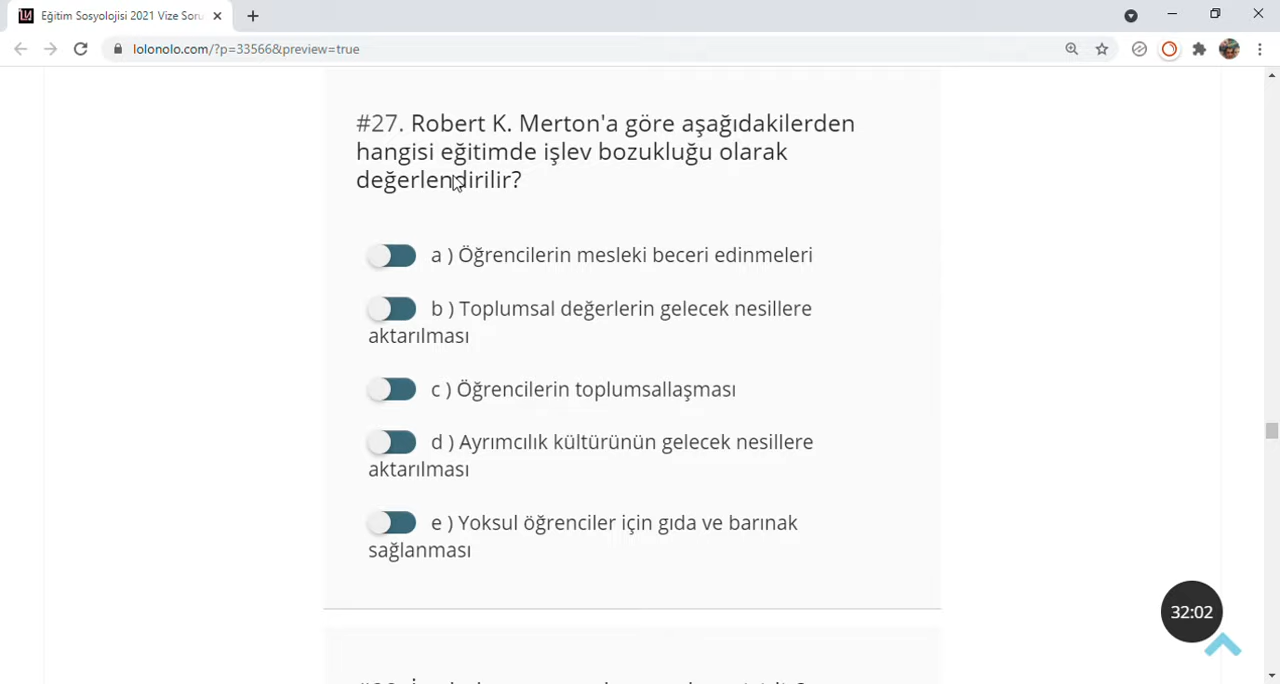 Eğitim Sosyolojisi 2021 Vize Soru
lolonolo.com/?p=33566&preview=true
#27. Robert K. Merton'a göre aşağıdakilerden
hangisi eğitimde işlev bozukluğu olarak
değerlendirilir?
a ) Öğrencilerin mesleki beceri edinmeleri
b ) Toplumsal değerlerin gelecek nesillere
aktarılması
c ) Öğrencilerin toplumsallaşması
d ) Ayrımcılık kültürünün gelecek nesillere
aktarılması
e ) Yoksul öğrenciler için gıda ve barınak
sağlanması
32:02